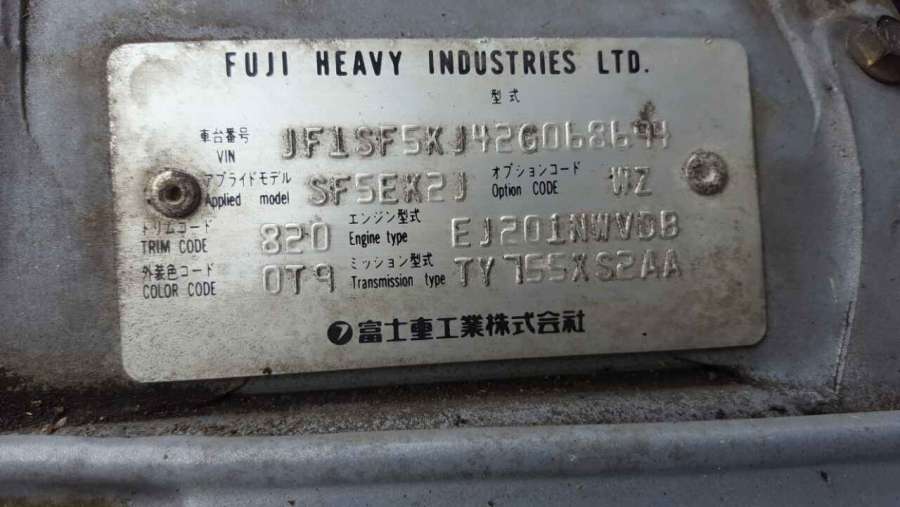 FUJI HEAVY INDUSTRIES LTD.
型式
車台番号 VIN JF1SF5KJ42G068694
アプライドモデル Applied model SF5EX2J オプションコード Option CODE WZ
トリムコード TRIM CODE 820 エンジン型式 Engine type EJ201NWVDB
外装色コード COLOR CODE 0T9 ミッション型式 Transmission type TY755XS2AA
富士重工業株式会社